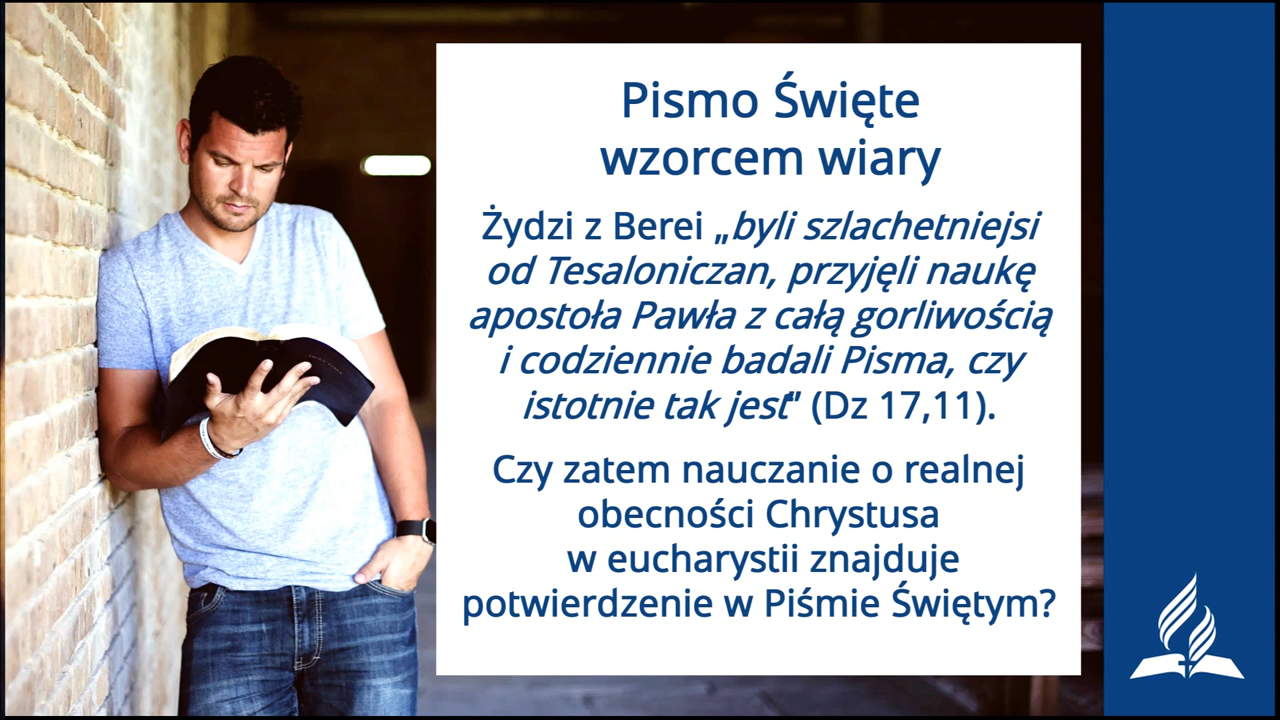 Pismo Święte
wzorcem wiary
Żydzi z Berei „byli szlachetniejsi
od Tesaloniczan, przyjęli naukę
apostoła Pawła z całą gorliwością
i codziennie badali Pisma, czy
istotnie tak jest” (Dz 17,11).
Czy zatem nauczanie o realnej
obecności Chrystusa
w eucharystii znajduje
potwierdzenie w Piśmie Świętym?